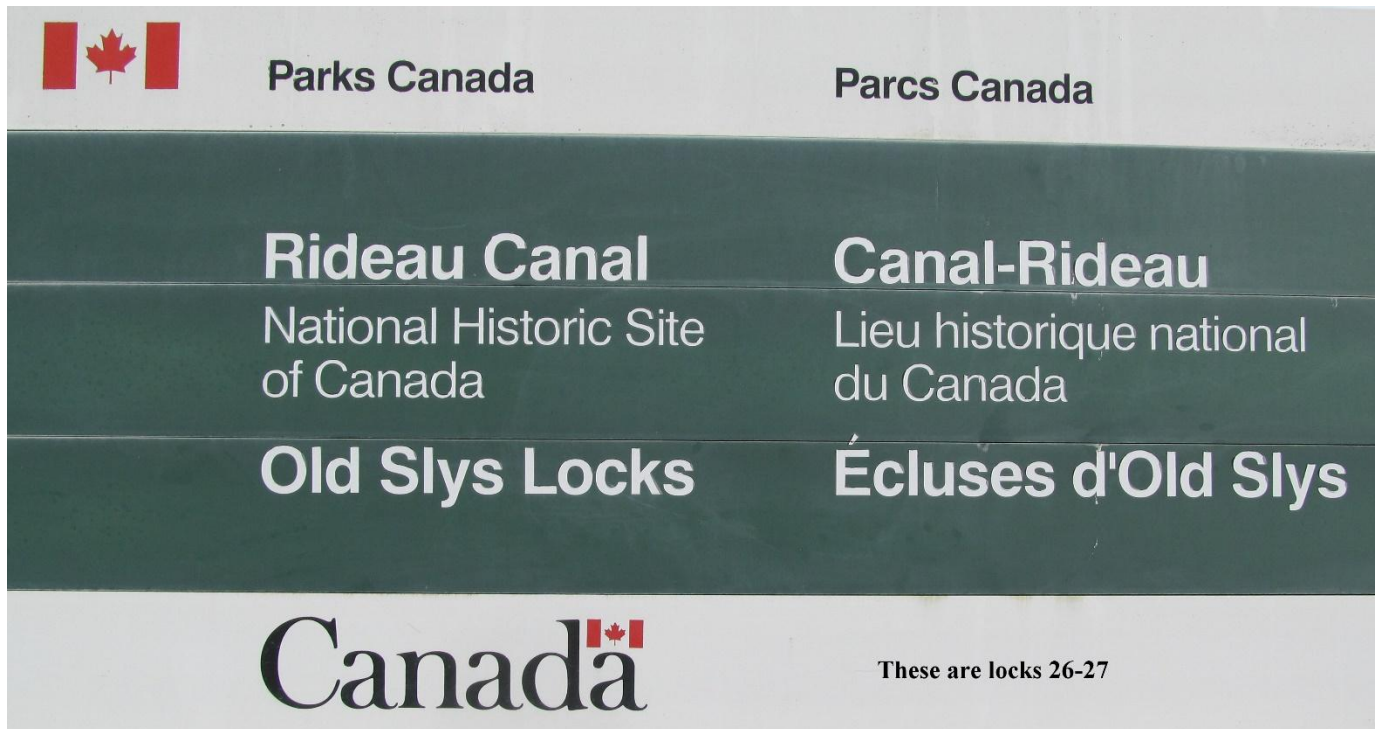 Parks Canada
Parcs Canada
Rideau Canal
National Historic Site
of Canada
Old Slys Locks
Canal-Rideau
Lieu historique national
du Canada
Écluses d'Old Slys
Canada
These are locks 26-27